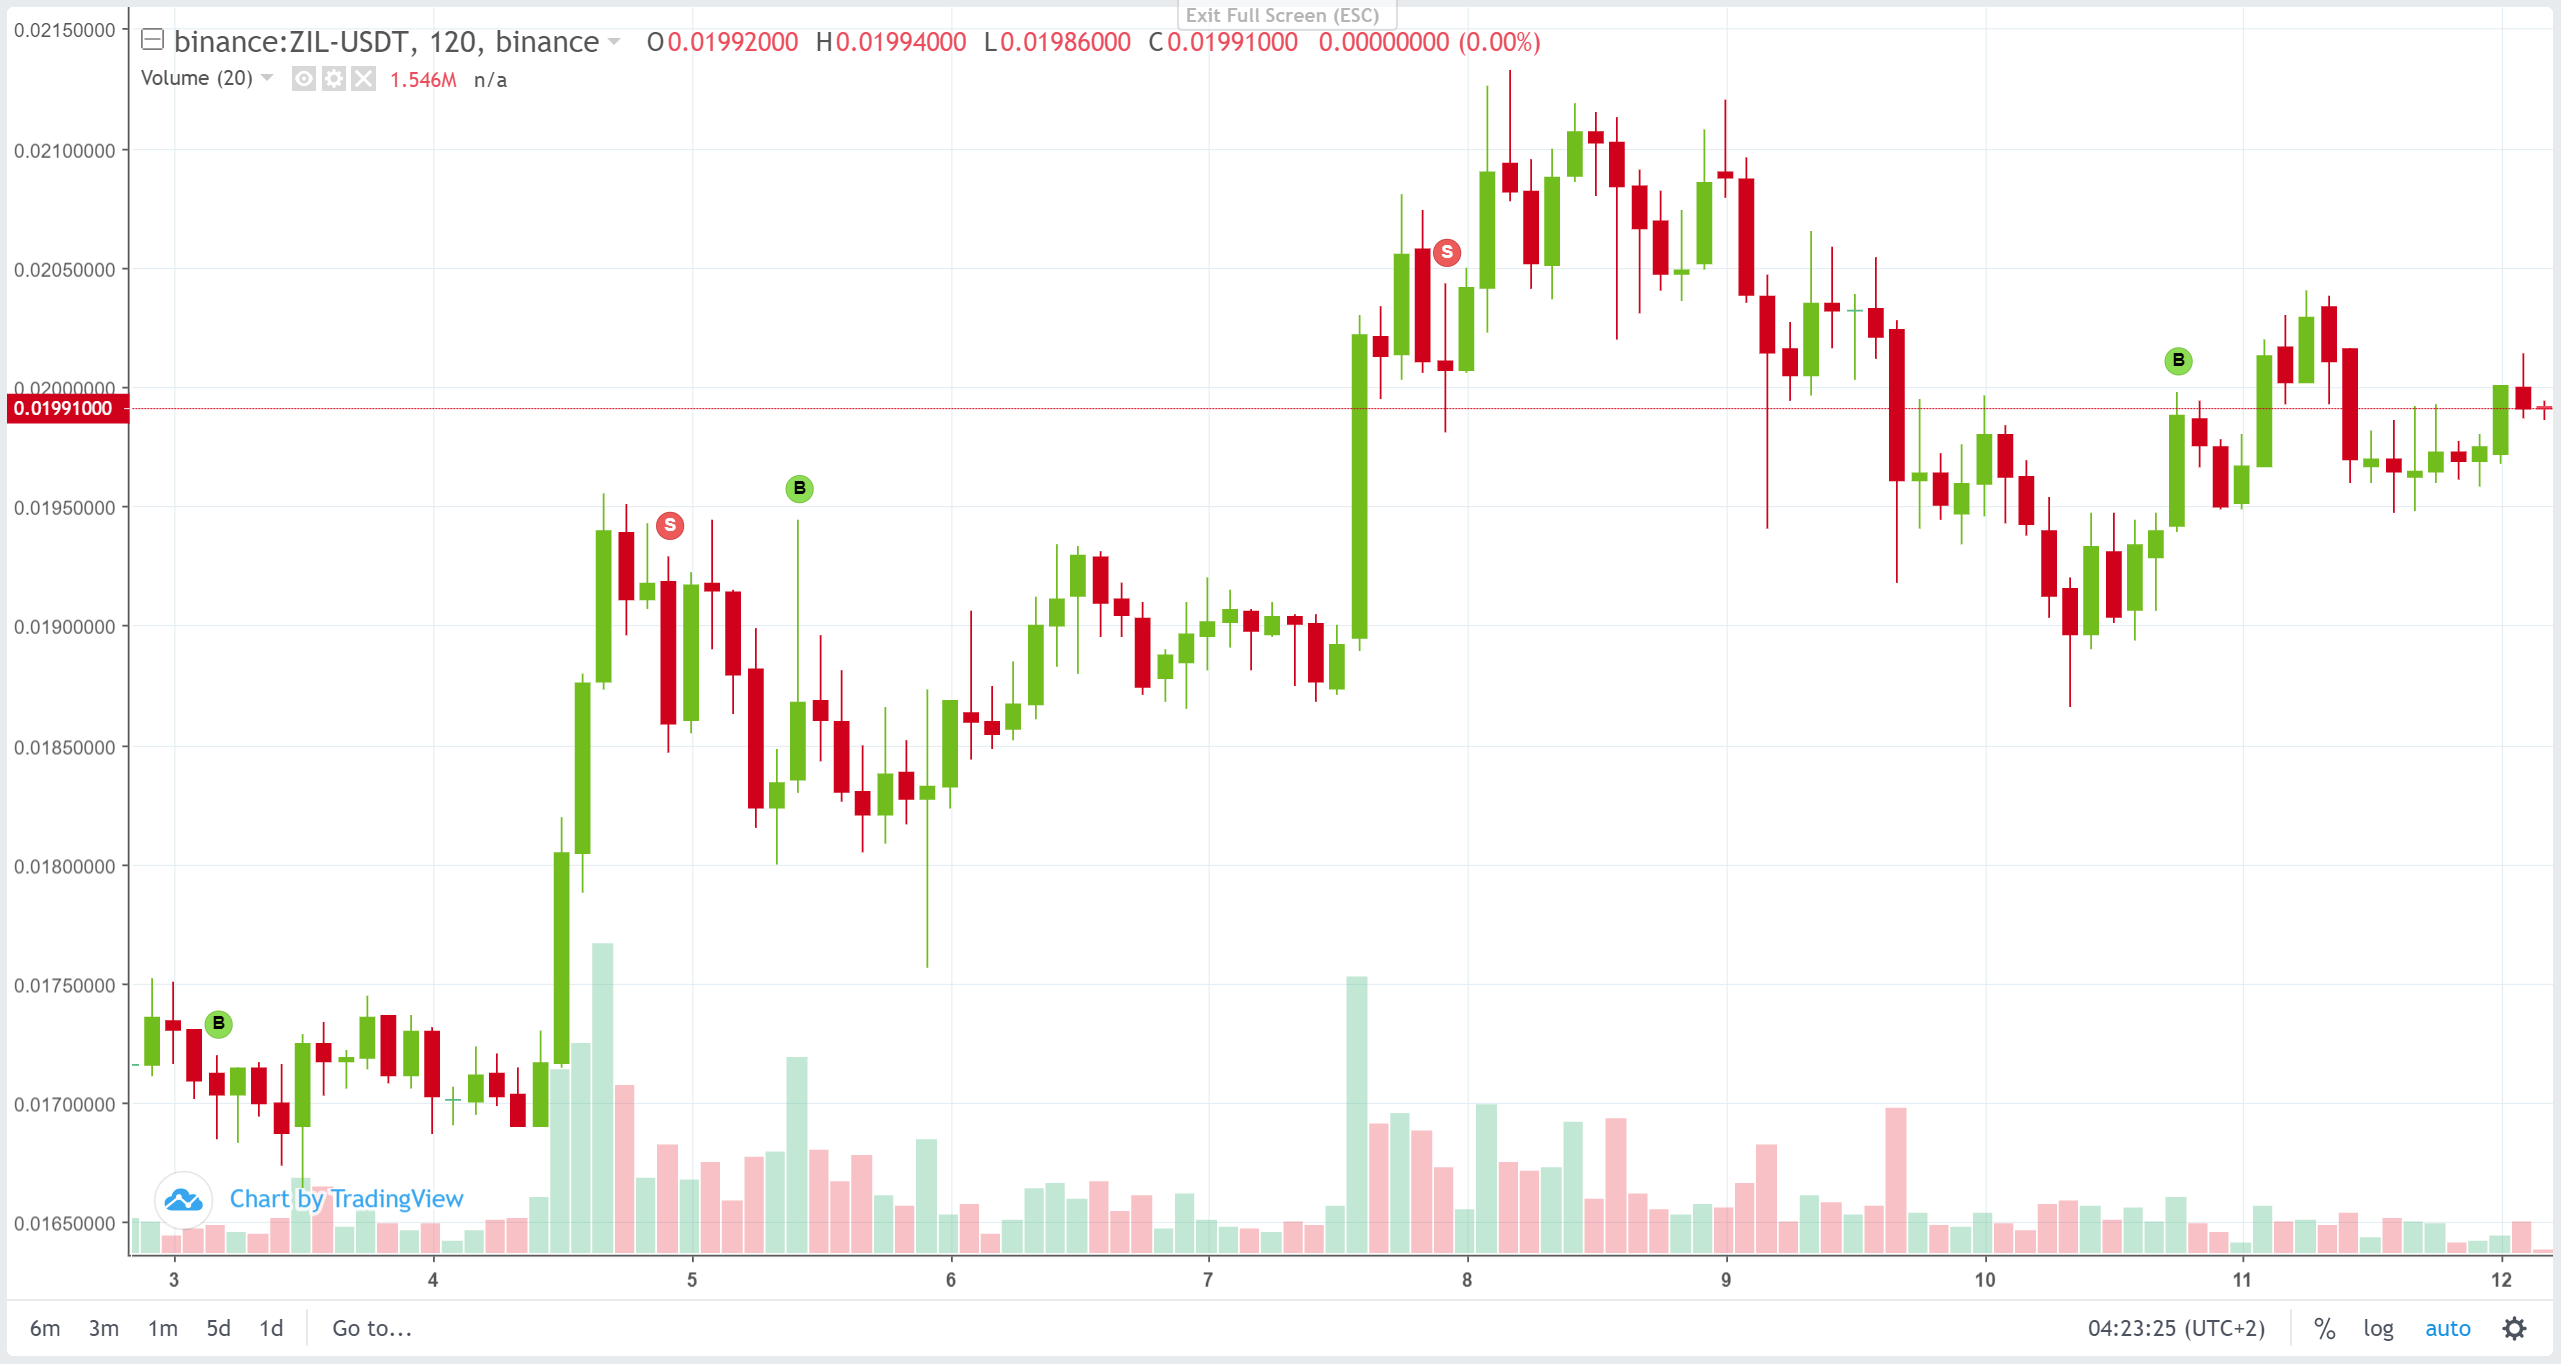 Exit Full Screen (ESC)
binance:ZIL-USDT, 120, binance O0.01992000 H0.01994000 L0.01986000 C0.01991000 0.00000000 (0.00%)
Volume (20) 1.546M n/a
0.02150000
0.02100000
0.02050000
0.02000000
0.01991000
0.01950000
0.01900000
0.01850000
0.01800000
0.01750000
0.01700000
0.01650000
S
B
S
B
B
Chart by TradingView
3 4 5 6 7 8 9 10 11 12
6m 3m 1m 5d 1d Go to... 04:23:25 (UTC+2) % log auto